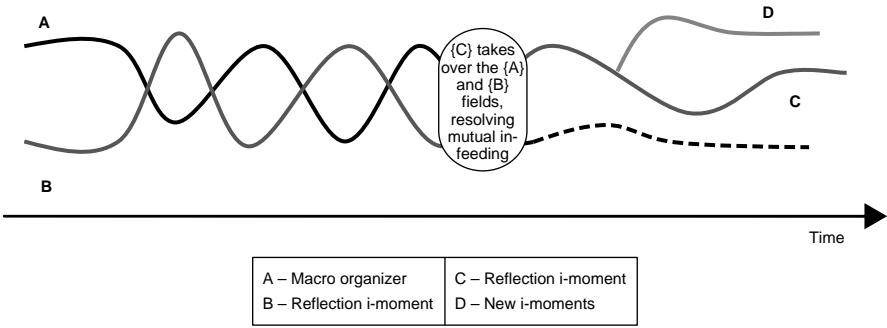 A
D
{C} takes
over the {A}
and {B}
fields,
resolving
mutual in-
feeding
C
B
Time
A – Macro organizer
B – Reflection i-moment
C – Reflection i-moment
D – New i-moments